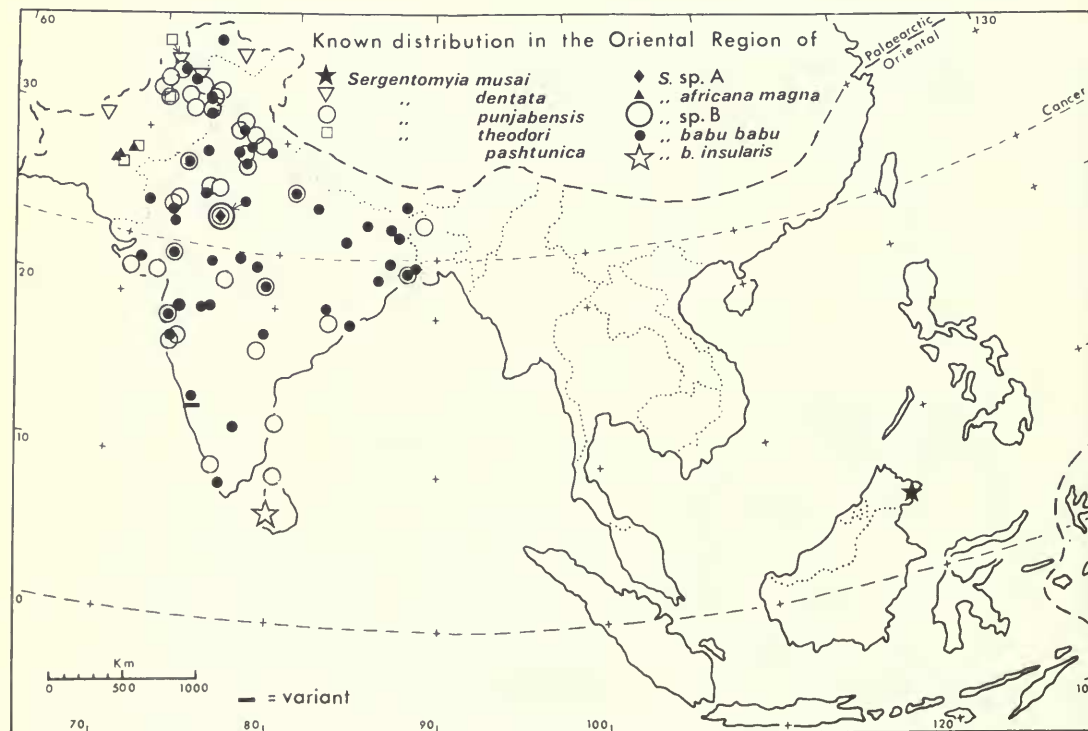 60
130
Known distribution in the Oriental Region of
Palaearctic
Oriental
Sergentomyia musai
,, dentata
,, punjabensis
,, theodori
pashtunica
S. sp. A
,, africana magna
,, sp. B
,, babu babu
,, b. insularis
Cancer
30
20
10
0
Km
0 500 1000
= variant
70
80
90
100
120
10